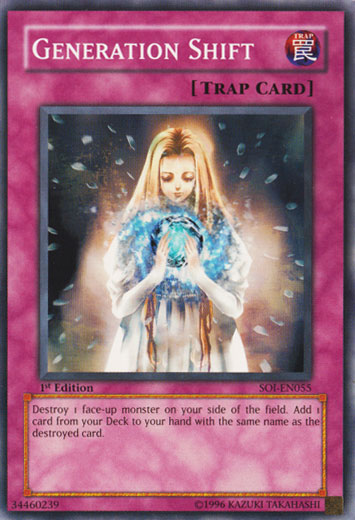 GENERATION SHIFT
TRAP
罠
[TRAP CARD]
1st Edition
SOI-EN055
Destroy 1 face-up monster on your side of the field. Add 1
card from your Deck to your hand with the same name as the
destroyed card.
34460239
©1996 KAZUKI TAKAHASHI